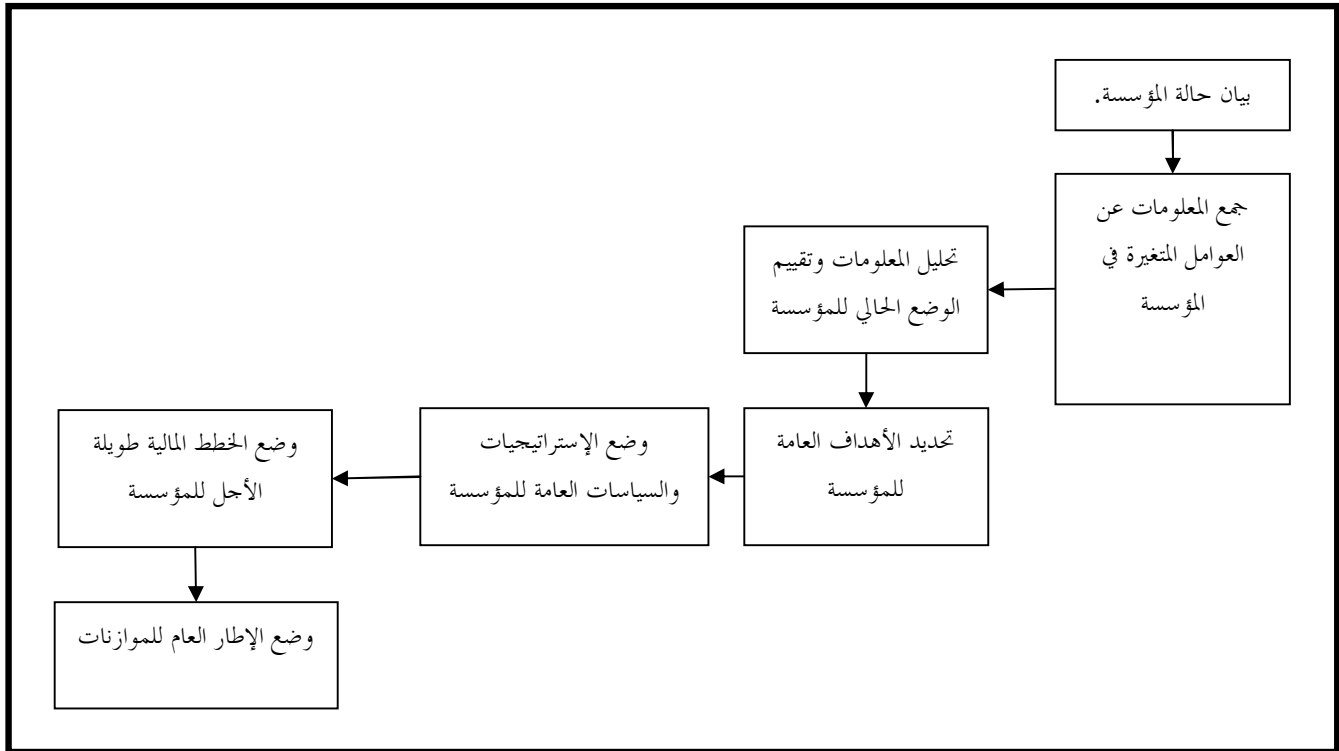 بيان حالة المؤسسة.
جمع المعلومات عن
العوامل المتغيرة في
المؤسسة
تحليل المعلومات وتقييم
الوضع الحالي للمؤسسة
تحديد الأهداف العامة
للمؤسسة
وضع الإستراتيجيات
والسياسات العامة للمؤسسة
وضع الخطط المالية طويلة
الأجل للمؤسسة
وضع الإطار العام للموازنات